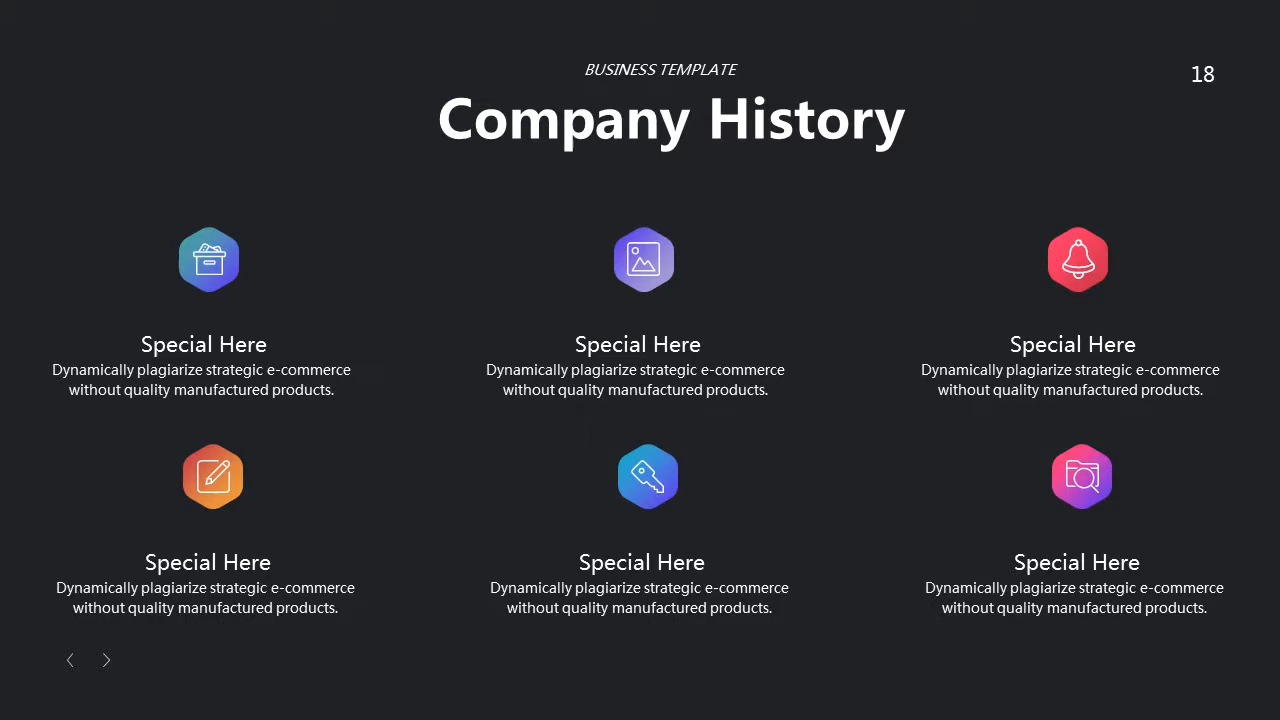 BUSINESS TEMPLATE
18
Company History
Special Here
Dynamically plagiarize strategic e-commerce
without quality manufactured products.
Special Here
Dynamically plagiarize strategic e-commerce
without quality manufactured products.
Special Here
Dynamically plagiarize strategic e-commerce
without quality manufactured products.
Special Here
Dynamically plagiarize strategic e-commerce
without quality manufactured products.
Special Here
Dynamically plagiarize strategic e-commerce
without quality manufactured products.
Special Here
Dynamically plagiarize strategic e-commerce
without quality manufactured products.